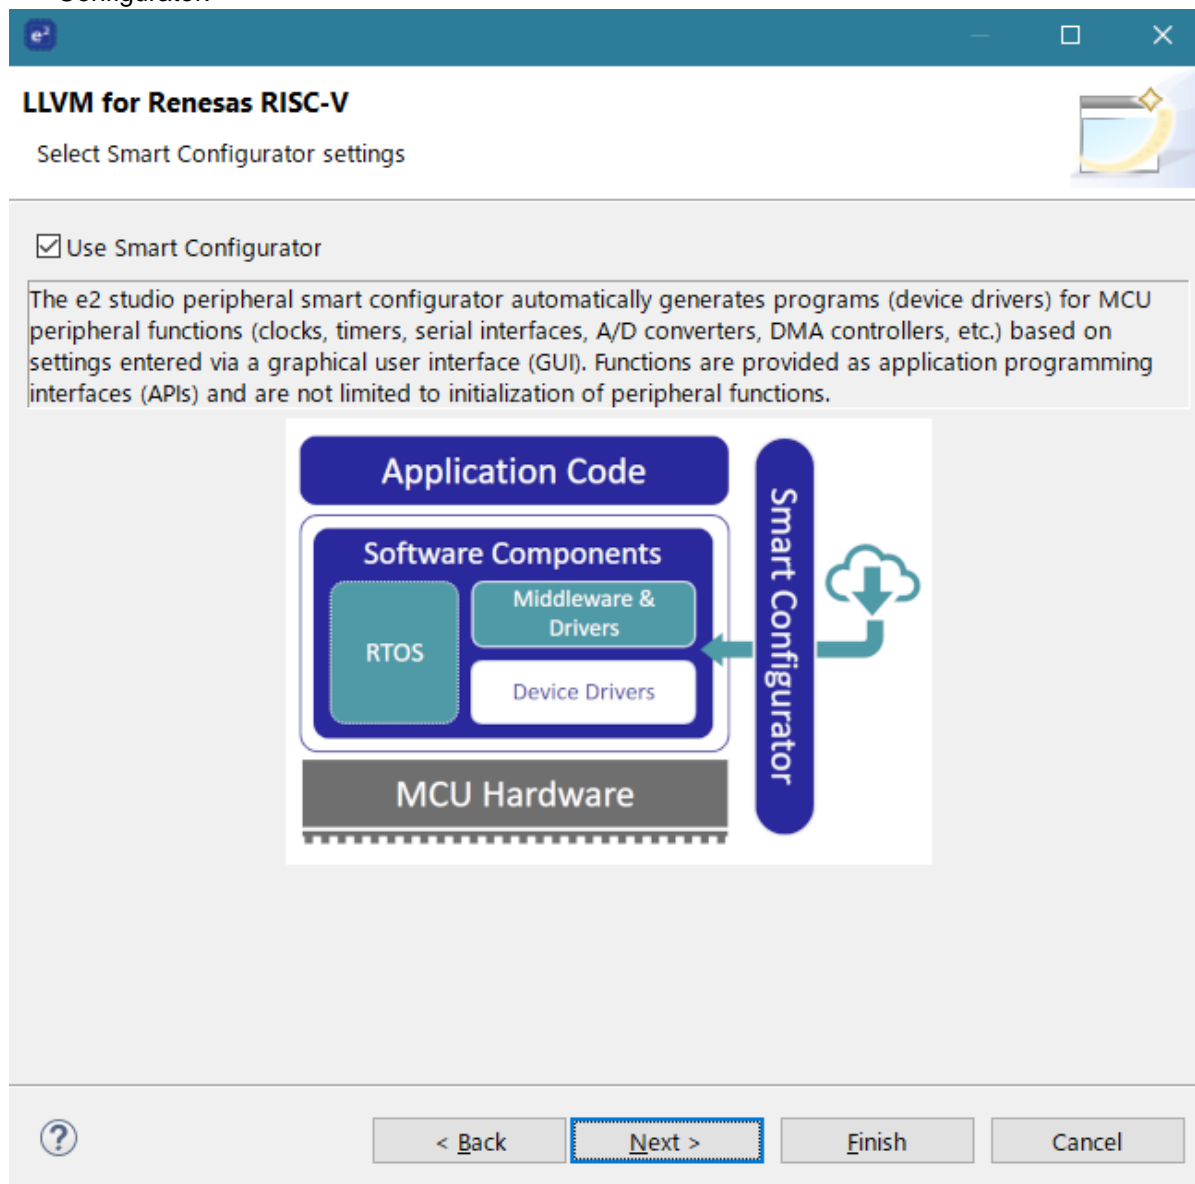 Configurator.
e²
LLVM for Renesas RISC-V
Select Smart Configurator settings
Use Smart Configurator
The e2 studio peripheral smart configurator automatically generates programs (device drivers) for MCU
peripheral functions (clocks, timers, serial interfaces, A/D converters, DMA controllers, etc.) based on
settings entered via a graphical user interface (GUI). Functions are provided as application programming
interfaces (APIs) and are not limited to initialization of peripheral functions.
Application Code
Software Components
RTOS
Middleware &
Drivers
Device Drivers
MCU Hardware
Smart Configurator
?
< Back
Next >
Finish
Cancel